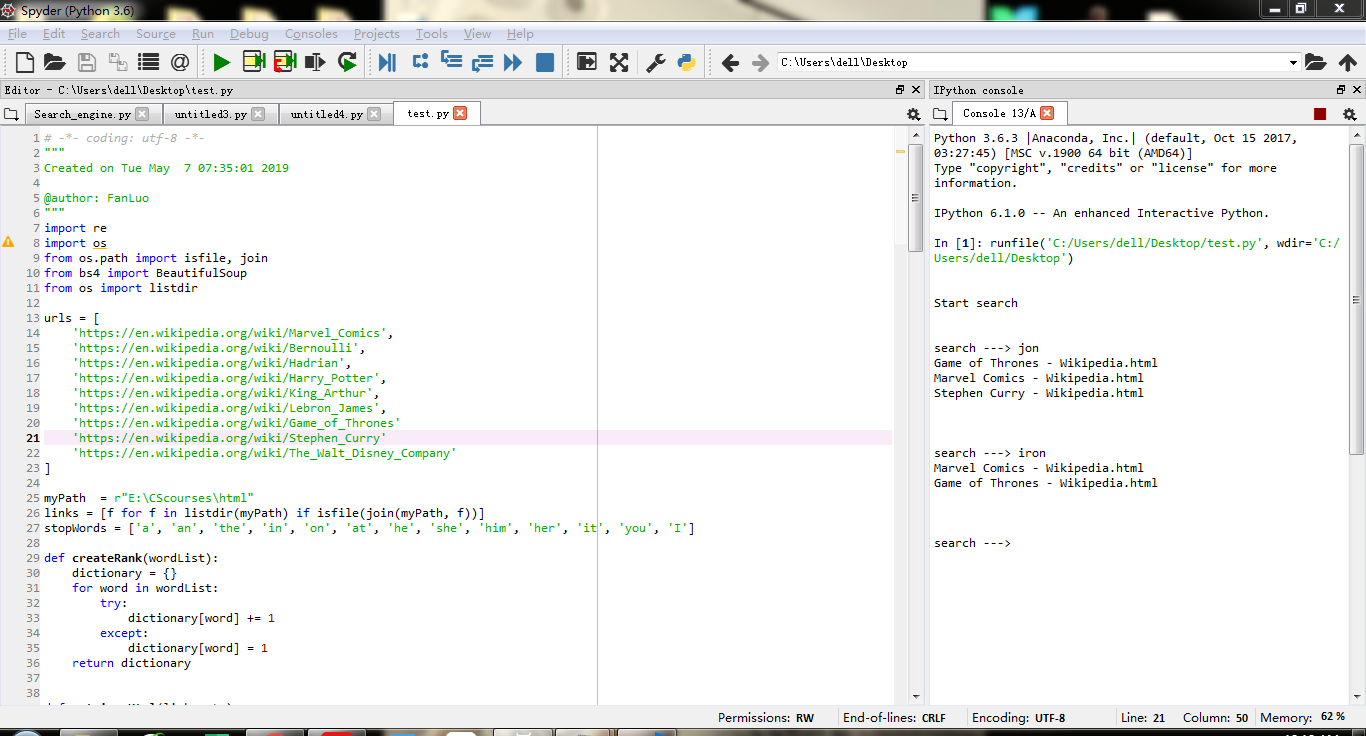 Spyder (Python 3.6)
File Edit Search Source Run Debug Consoles Projects Tools View Help
C:\Users\dell\Desktop
Editor - C:\Users\dell\Desktop\test.py
Search_engine.py untitled3.py untitled4.py test.py
1 # -*- coding: utf-8 -*-
2 """
3 Created on Tue May  7 07:35:01 2019
4
5 @author: FanLuo
6 """
7 import re
8 import os
9 from os.path import isfile, join
10 from bs4 import BeautifulSoup
11 from os import listdir
12
13 urls = [
14     'https://en.wikipedia.org/wiki/Marvel_Comics',
15     'https://en.wikipedia.org/wiki/Bernoulli',
16     'https://en.wikipedia.org/wiki/Hadrian',
17     'https://en.wikipedia.org/wiki/Harry_Potter',
18     'https://en.wikipedia.org/wiki/King_Arthur',
19     'https://en.wikipedia.org/wiki/Lebron_James',
20     'https://en.wikipedia.org/wiki/Game_of_Thrones'
21     'https://en.wikipedia.org/wiki/Stephen_Curry'
22     'https://en.wikipedia.org/wiki/The_Walt_Disney_Company'
23 ]
24
25 myPath  = r"E:\CScourses\html"
26 links = [f for f in listdir(myPath) if isfile(join(myPath, f))]
27 stopWords = ['a', 'an', 'the', 'in', 'on', 'at', 'he', 'she', 'him', 'her', 'it', 'you', 'I']
28
29 def createRank(wordList):
30     dictionary = {}
31     for word in wordList:
32         try:
33             dictionary[word] += 1
34         except:
35             dictionary[word] = 1
36     return dictionary
37
38
IPython console
Console 13/A
Python 3.6.3 |Anaconda, Inc.| (default, Oct 15 2017,
03:27:45) [MSC v.1900 64 bit (AMD64)]
Type "copyright", "credits" or "license" for more
information.
IPython 6.1.0 -- An enhanced Interactive Python.
In [1]: runfile('C:/Users/dell/Desktop/test.py', wdir='C:/
Users/dell/Desktop')
Start search
search ---> jon
Game of Thrones - Wikipedia.html
Marvel Comics - Wikipedia.html
Stephen Curry - Wikipedia.html
search ---> iron
Marvel Comics - Wikipedia.html
Game of Thrones - Wikipedia.html
search --->
Permissions: RW End-of-lines: CRLF Encoding: UTF-8 Line: 21 Column: 50 Memory: 62 %